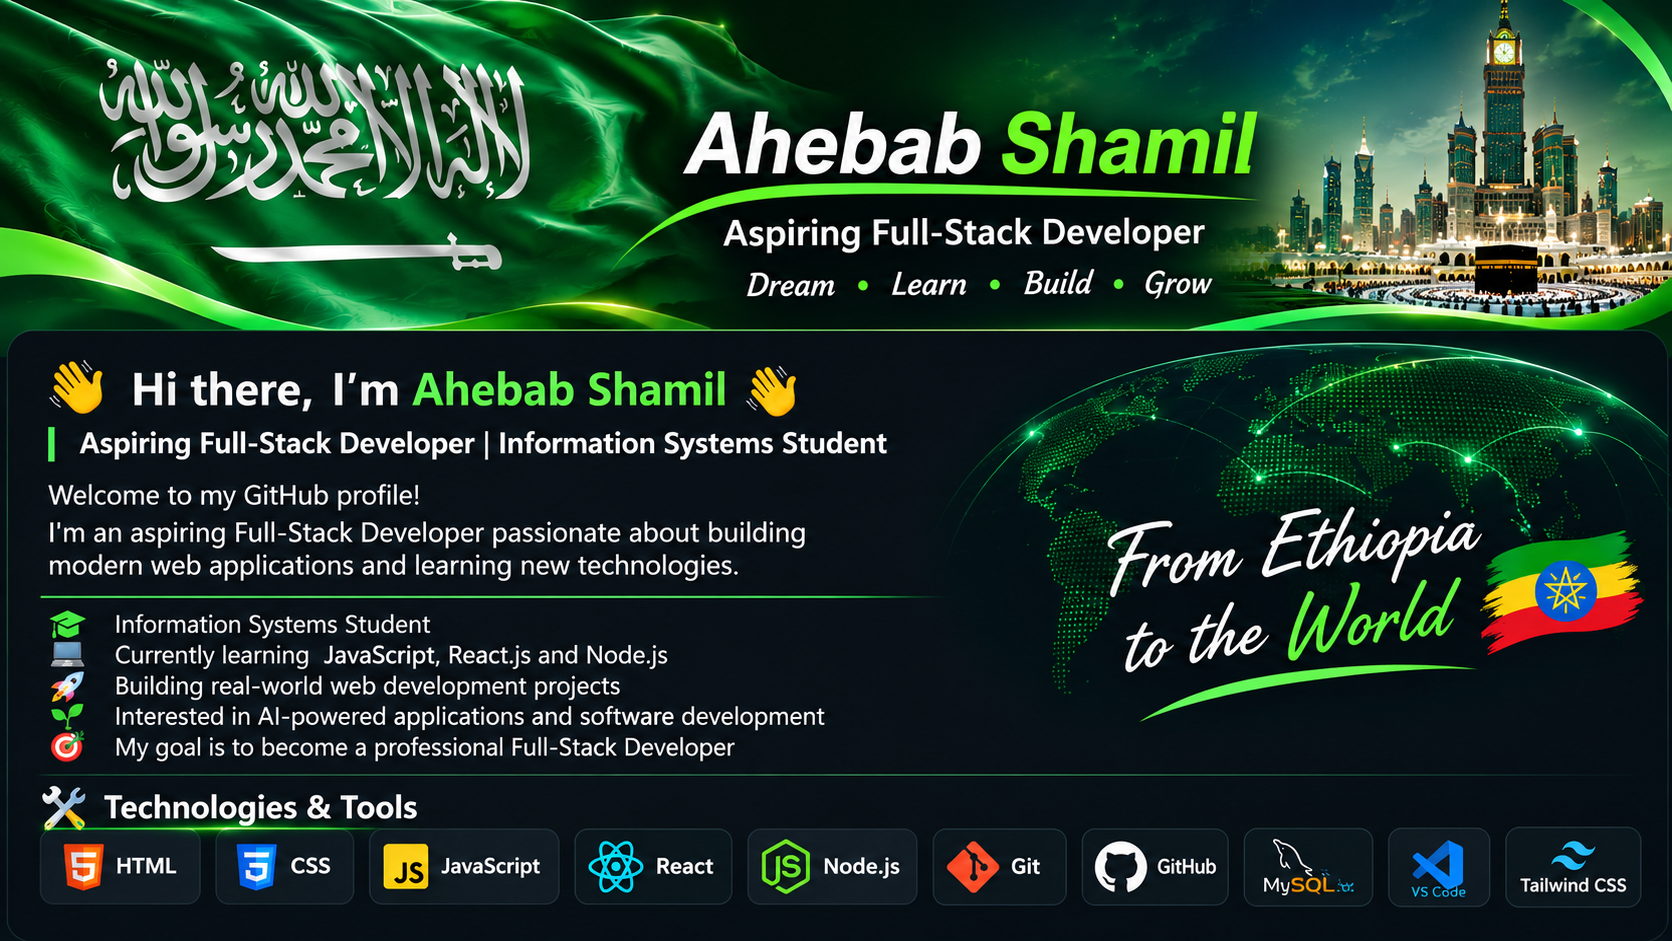 لا إله إلا الله محمد رسول الله
Ahebab Shamil
Aspiring Full-Stack Developer
Dream • Learn • Build • Grow
Hi there, I’m Ahebab Shamil
Aspiring Full-Stack Developer | Information Systems Student
Welcome to my GitHub profile!
I'm an aspiring Full-Stack Developer passionate about building
modern web applications and learning new technologies.
Information Systems Student
Currently learning JavaScript, React.js and Node.js
Building real-world web development projects
Interested in AI-powered applications and software development
My goal is to become a professional Full-Stack Developer
From Ethiopia
to the World
Technologies & Tools
5 HTML
3 CSS
JS JavaScript
React
JS Node.js
Git
GitHub
MySQL
VS Code
Tailwind CSS